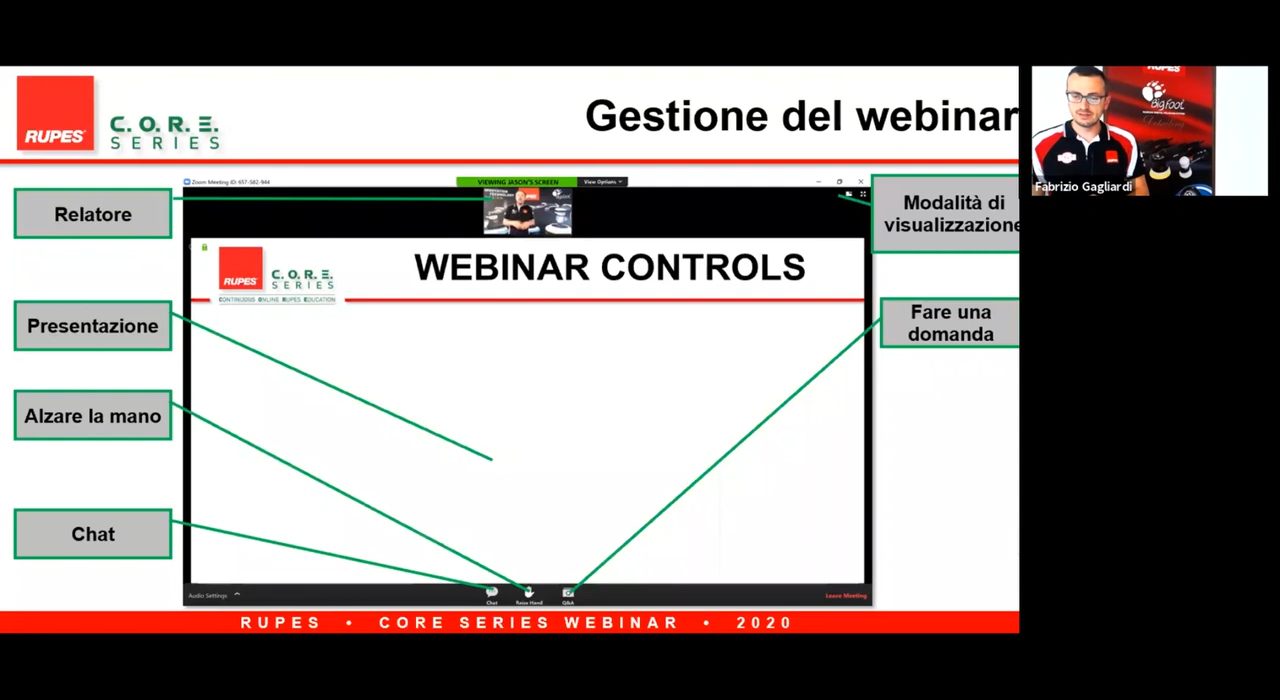 RUPES
C. O. R. E.
SERIES
Gestione del webinar
Relatore
Presentazione
Alzare la mano
Chat
Modalità di
visualizzazione
Fare una
domanda
Zoom Meeting ID: 657-582-944
VIEWING JASON'S SCREEN
View Options
RUPES
C. O. R. E.
SERIES
CONTINUOUS ONLINE RUPES EDUCATION
WEBINAR CONTROLS
Audio Settings
Chat
Raise Hand
Q&A
Leave Meeting
RUPES • CORE SERIES WEBINAR • 2020
RUPES
BigFoot
Fabrizio Gagliardi